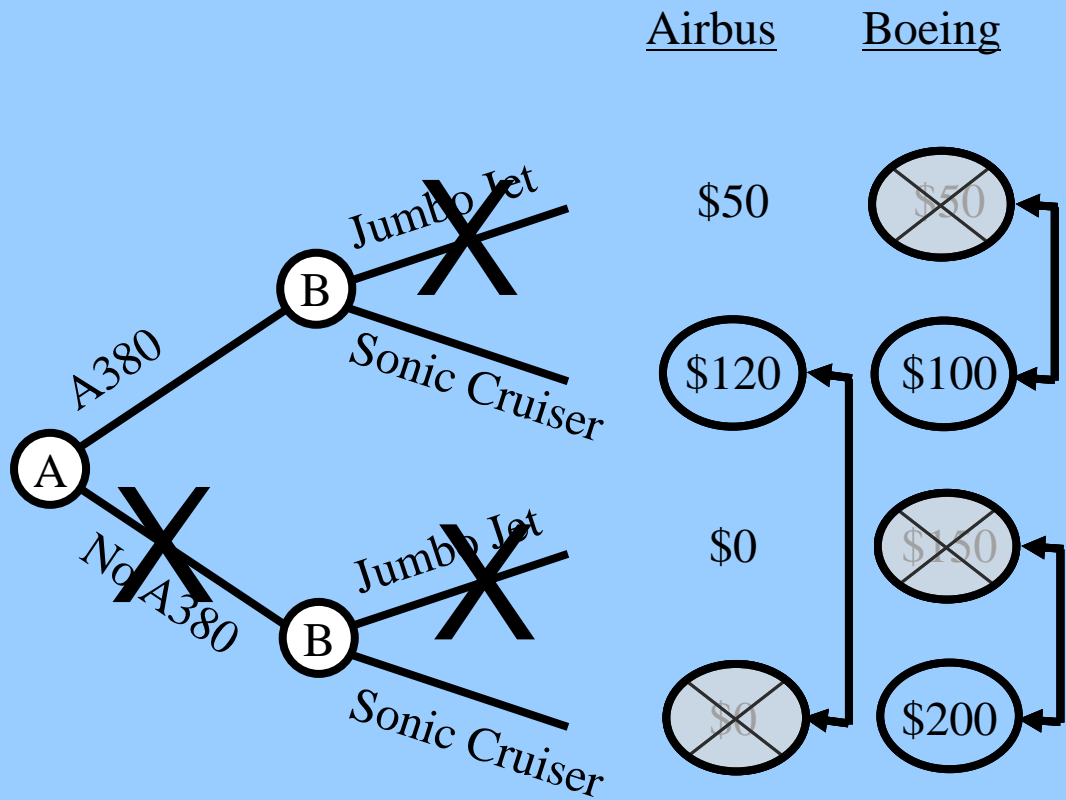 Airbus Boeing
Jumbo Jet $50 $50
B
A380 Sonic Cruiser $120 $100
A
No A380 Jumbo Jet $0 $150
B
Sonic Cruiser $0 $200